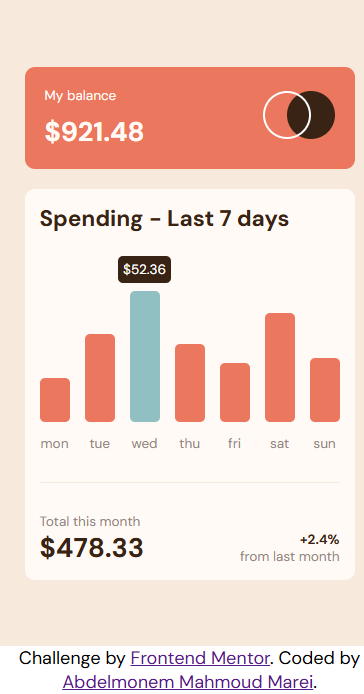 My balance
$921.48
Spending - Last 7 days
$52.36
mon tue wed thu fri sat sun
Total this month
$478.33
+2.4%
from last month
Challenge by Frontend Mentor. Coded by
Abdelmonem Mahmoud Marei.